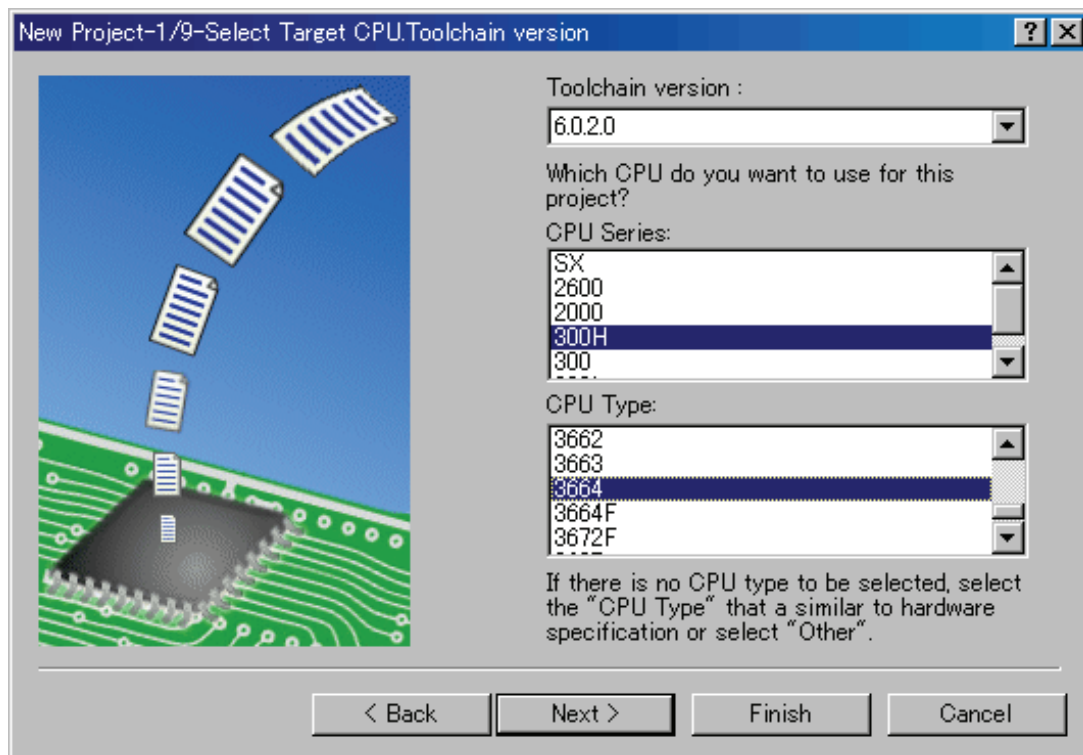 New Project-1/9-Select Target CPU.Toolchain version
Toolchain version :
6.0.2.0
Which CPU do you want to use for this
project?
CPU Series:
SX
2600
2000
300H
300
CPU Type:
3662
3663
3664
3664F
3672F
If there is no CPU type to be selected, select
the "CPU Type" that a similar to hardware
specification or select "Other".
< Back
Next >
Finish
Cancel